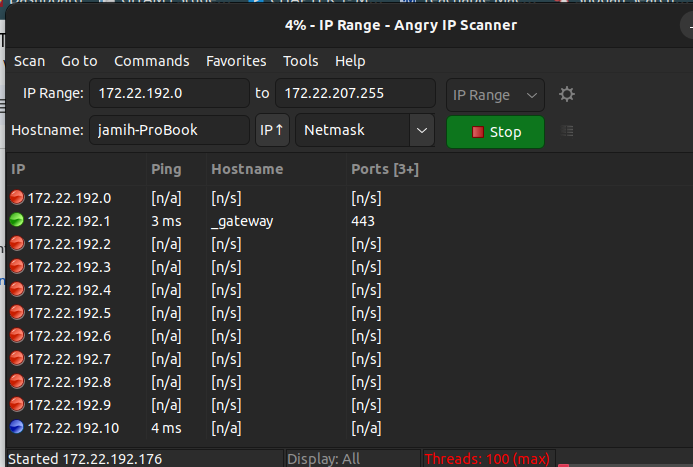 4% - IP Range - Angry IP Scanner
Scan Go to Commands Favorites Tools Help
IP Range: 172.22.192.0 to 172.22.207.255 IP Range
Hostname: jamih-ProBook IP↑ Netmask Stop
IP Ping Hostname Ports [3+]
172.22.192.0 [n/a] [n/s] [n/s]
172.22.192.1 3 ms _gateway 443
172.22.192.2 [n/a] [n/s] [n/s]
172.22.192.3 [n/a] [n/s] [n/s]
172.22.192.4 [n/a] [n/s] [n/s]
172.22.192.5 [n/a] [n/s] [n/s]
172.22.192.6 [n/a] [n/s] [n/s]
172.22.192.7 [n/a] [n/s] [n/s]
172.22.192.8 [n/a] [n/s] [n/s]
172.22.192.9 [n/a] [n/s] [n/s]
172.22.192.10 4 ms [n/a] [n/a]
Started 172.22.192.176 Display: All Threads: 100 (max)